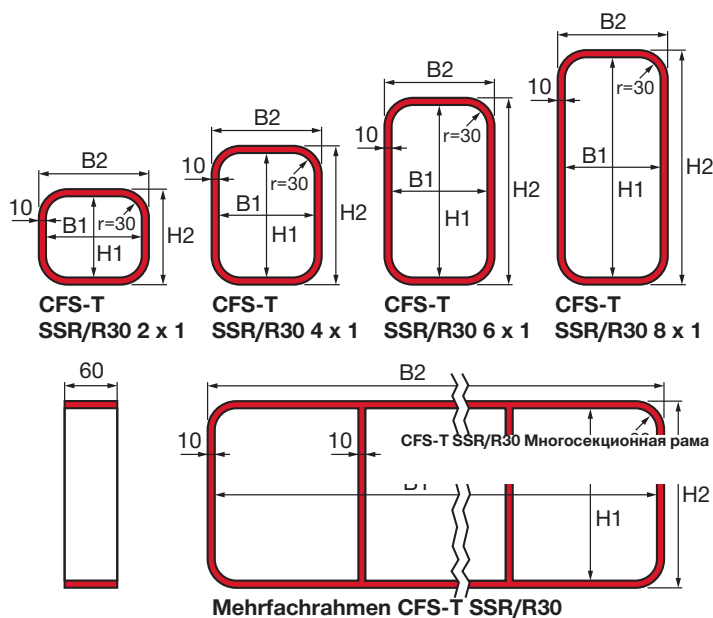 B2
10
B1
r=30
H1
H2
CFS-T
SSR/R30 2 x 1
B2
10
B1
r=30
H1
H2
CFS-T
SSR/R30 4 x 1
B2
10
B1
r=30
H1
H2
CFS-T
SSR/R30 6 x 1
B2
10
B1
r=30
H1
H2
CFS-T
SSR/R30 8 x 1
60
B2
10
10
CFS-T SSR/R30 Многосекционная рама
H1
H2
Mehrfachrahmen CFS-T SSR/R30